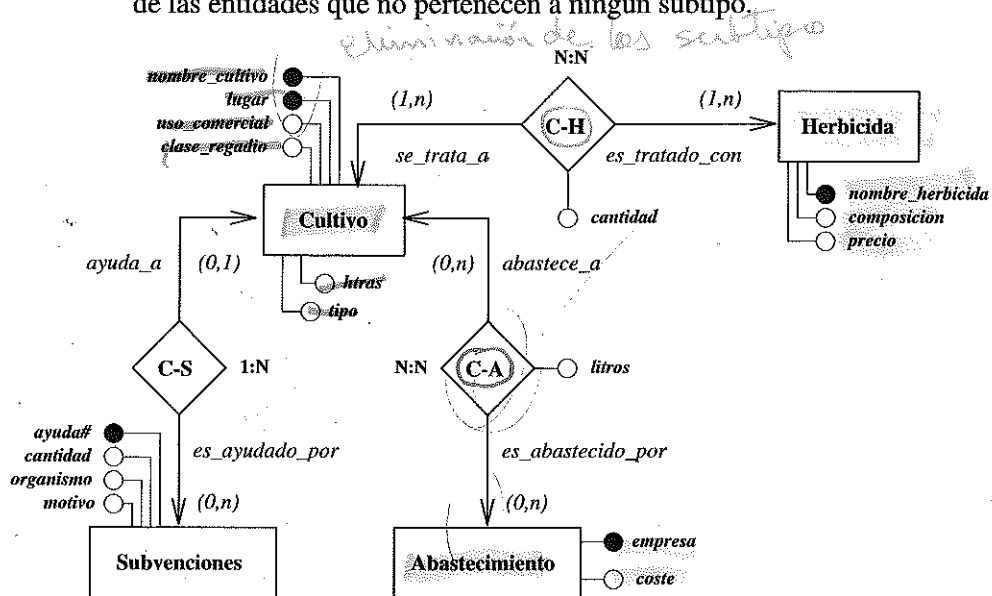 de las entidades que no pertenecen a ningún subtipo.
eliminación de los subtipo
N:N
nombre_cultivo
lugar
uso_comercial
clase_regadio
(1,n)
(1,n)
C-H
Herbicida
se_trata_a
es_tratado_con
nombre_herbicida
composicion
precio
cantidad
Cultivo
ayuda_a
(0,1)
(0,n)
abastece_a
htras
tipo
C-S
1:N
N:N
C-A
litros
ayuda#
cantidad
organismo
motivo
es_ayudado_por
es_abastecido_por
(0,n)
(0,n)
Subvenciones
Abastecimiento
empresa
coste